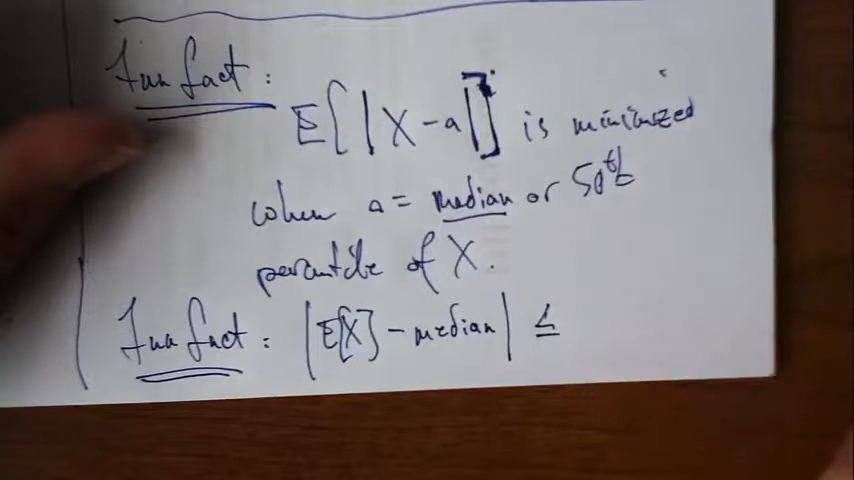 Fun fact:
E[|X-a|] is minimized
when a = median or 50th
percentile of X.
Fun fact: |E[X] - median| ≤